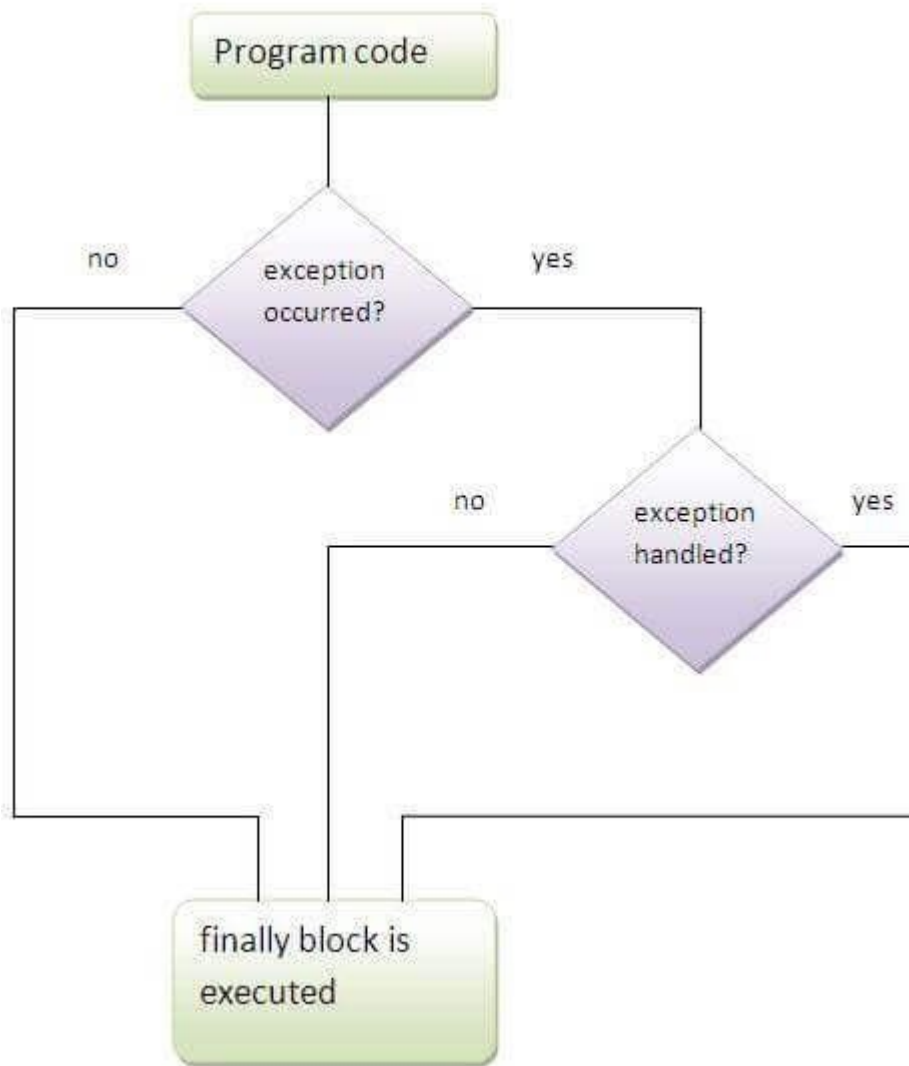 Program code
no
yes
exception
occurred?
no
yes
exception
handled?
finally block is
executed